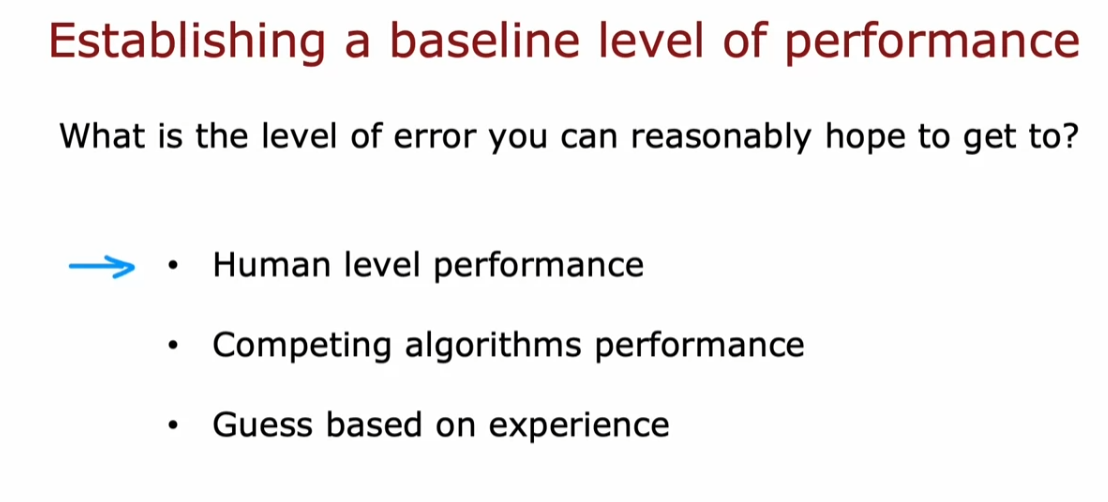 Establishing a baseline level of performance
What is the level of error you can reasonably hope to get to?
• Human level performance
• Competing algorithms performance
• Guess based on experience